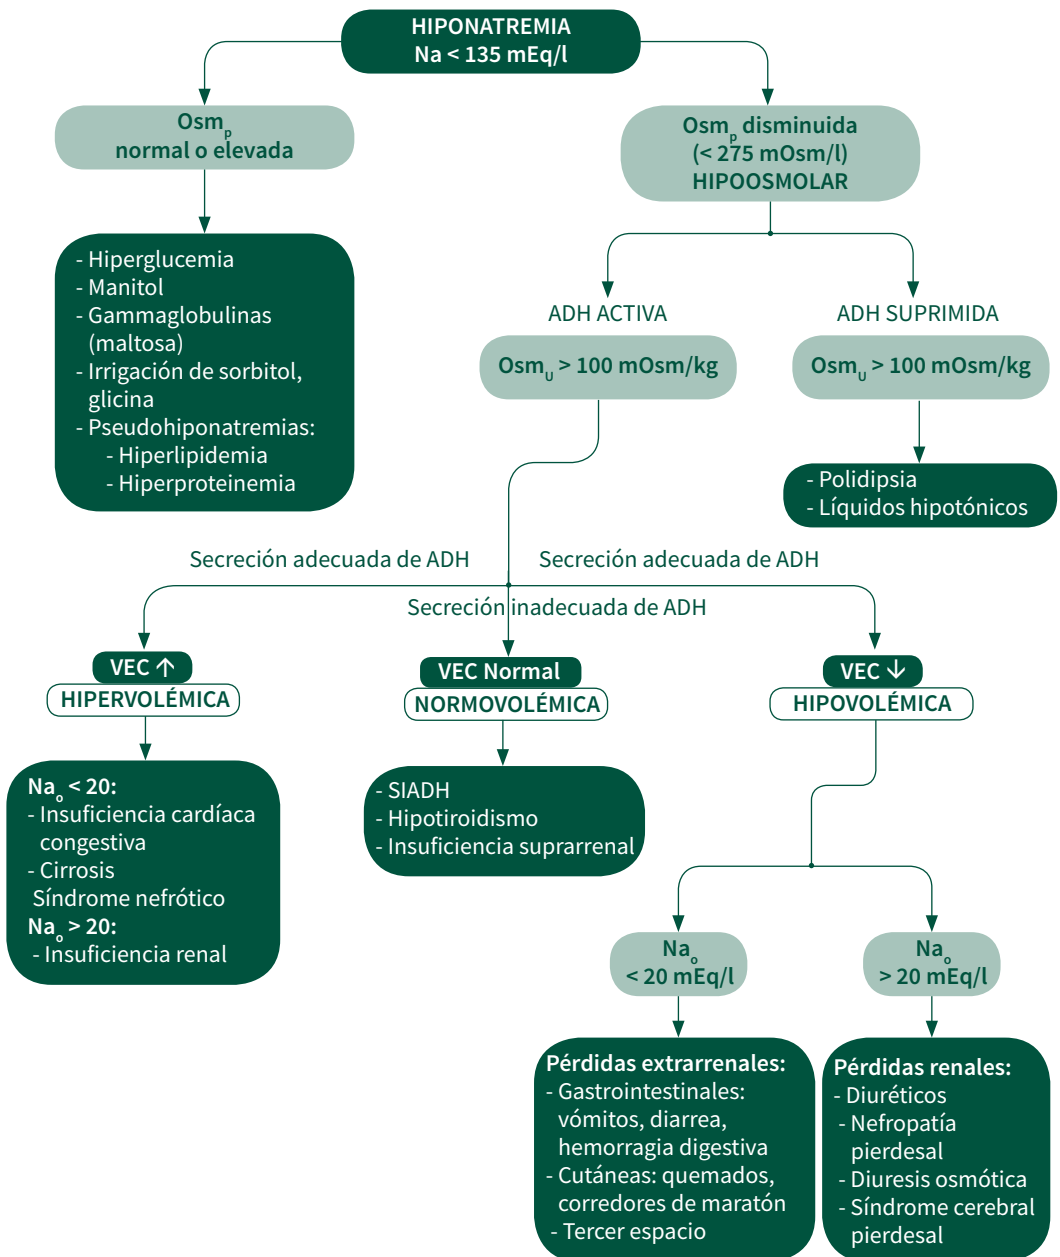 HIPONATREMIA
Na < 135 mEq/l
Osmp
normal o elevada
- Hiperglucemia
- Manitol
- Gammaglobulinas
(maltosa)
- Irrigación de sorbitol,
glicina
- Pseudohiponatremias:
- Hiperlipidemia
- Hiperproteinemia
Osmp disminuida
(< 275 mOsm/l)
HIPOOSMOLAR
ADH ACTIVA
OsmU > 100 mOsm/kg
ADH SUPRIMIDA
OsmU > 100 mOsm/kg
- Polidipsia
- Líquidos hipotónicos
Secreción adecuada de ADH
Secreción adecuada de ADH
Secreción inadecuada de ADH
VEC ↑
HIPERVOLÉMICA
Nao < 20:
- Insuficiencia cardíaca
congestiva
- Cirrosis
Síndrome nefrótico
Nao > 20:
- Insuficiencia renal
VEC Normal
NORMOVOLÉMICA
- SIADH
- Hipotiroidismo
- Insuficiencia suprarrenal
VEC ↓
HIPOVOLÉMICA
Nao
< 20 mEq/l
Pérdidas extrarrenales:
- Gastrointestinales:
vómitos, diarrea,
hemorragia digestiva
- Cutáneas: quemados,
corredores de maratón
- Tercer espacio
Nao
> 20 mEq/l
Pérdidas renales:
- Diuréticos
- Nefropatía
pierdesal
- Diuresis osmótica
- Síndrome cerebral
pierdesal